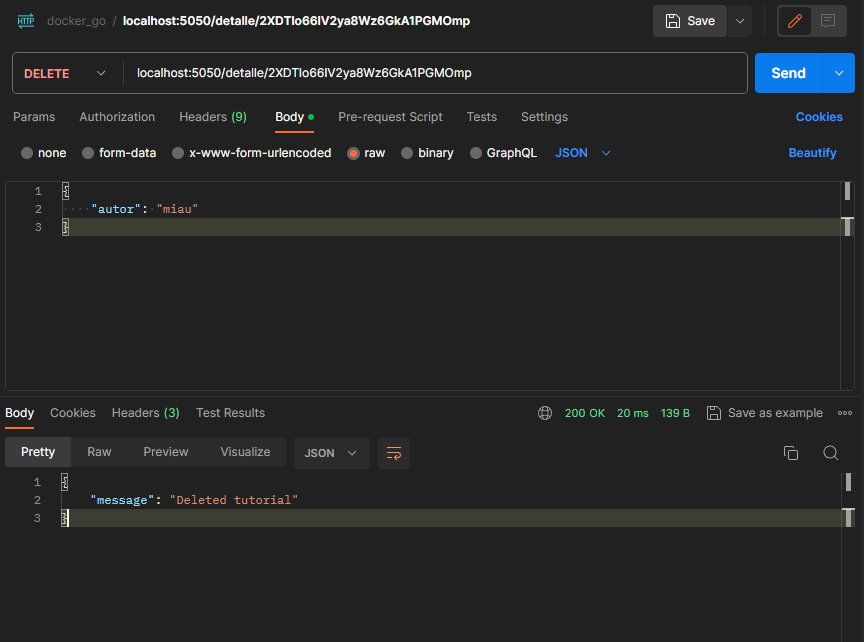 HTTP docker_go / localhost:5050/detalle/2XDTIo66IV2ya8Wz6GkA1PGMOmp Save
DELETE localhost:5050/detalle/2XDTIo66IV2ya8Wz6GkA1PGMOmp Send
Params Authorization Headers (9) Body Pre-request Script Tests Settings Cookies
none form-data x-www-form-urlencoded raw binary GraphQL JSON Beautify
1 {
2 "autor": "miau"
3 }
Body Cookies Headers (3) Test Results 200 OK 20 ms 139 B Save as example
Pretty Raw Preview Visualize JSON
1 {
2 "message": "Deleted tutorial"
3 }